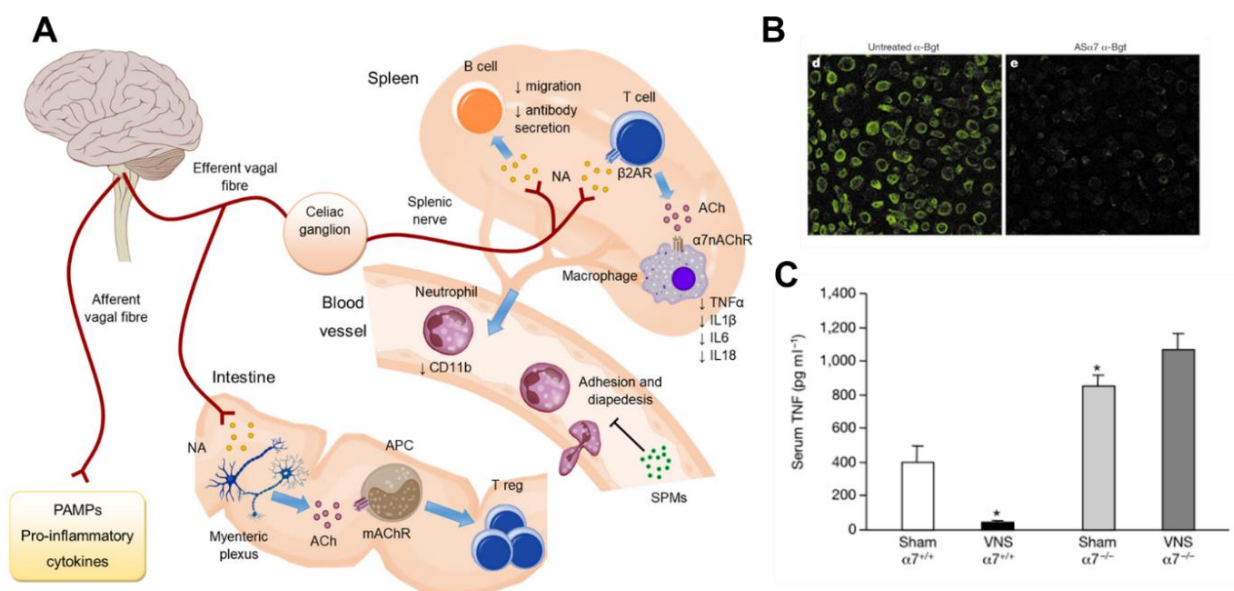 A
Spleen
B cell
↓ migration
↓ antibody
secretion
T cell
NA
β2AR
ACh
α7nAChR
Macrophage
↓ TNFα
↓ IL1β
↓ IL6
↓ IL18
Efferent vagal
fibre
Celiac
ganglion
Splenic
nerve
Afferent
vagal fibre
Blood
vessel
Neutrophil
↓ CD11b
Adhesion and
diapedesis
SPMs
Intestine
NA
Myenteric
plexus
ACh
APC
mAChR
T reg
PAMPs
Pro-inflammatory
cytokines
B
Untreated α-Bgt
ASα7 α-Bgt
d
e
C
Serum TNF (pg ml⁻¹)
1,400
1,200
1,000
800
600
400
200
0
*
*
Sham
α7⁺/⁺
VNS
α7⁺/⁺
Sham
α7⁻/⁻
VNS
α7⁻/⁻